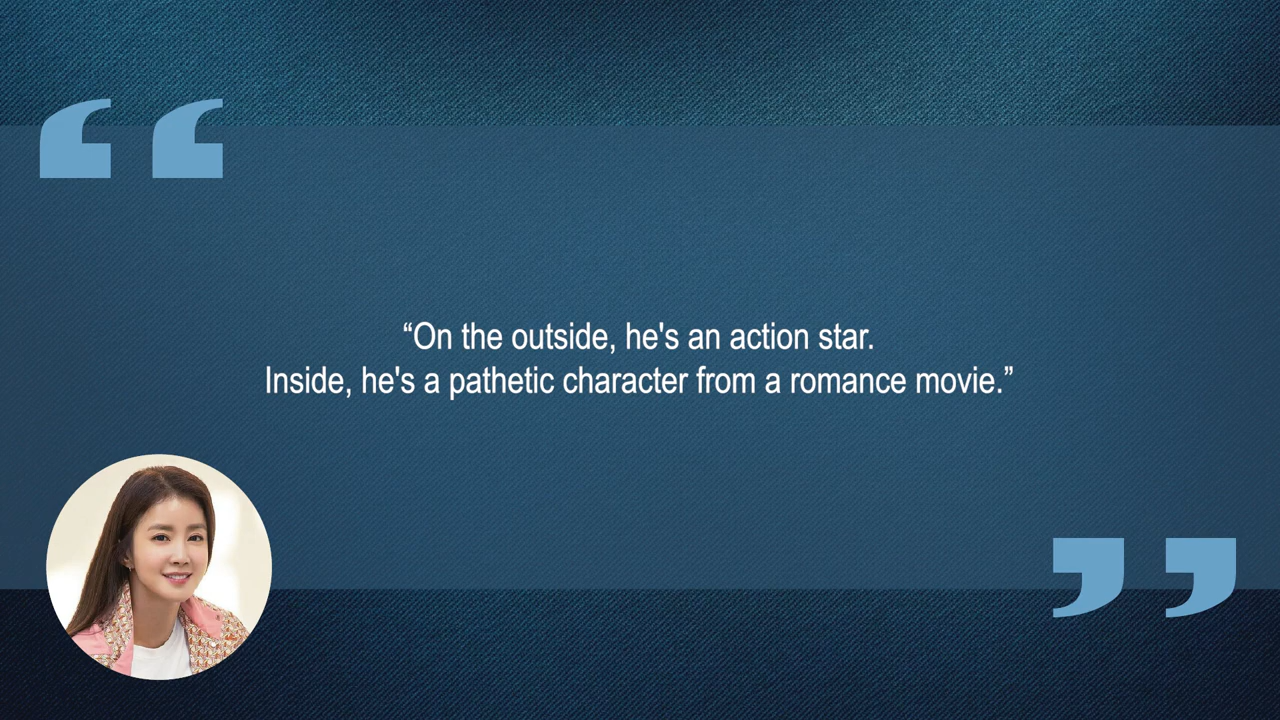 “On the outside, he's an action star.
Inside, he's a pathetic character from a romance movie.”